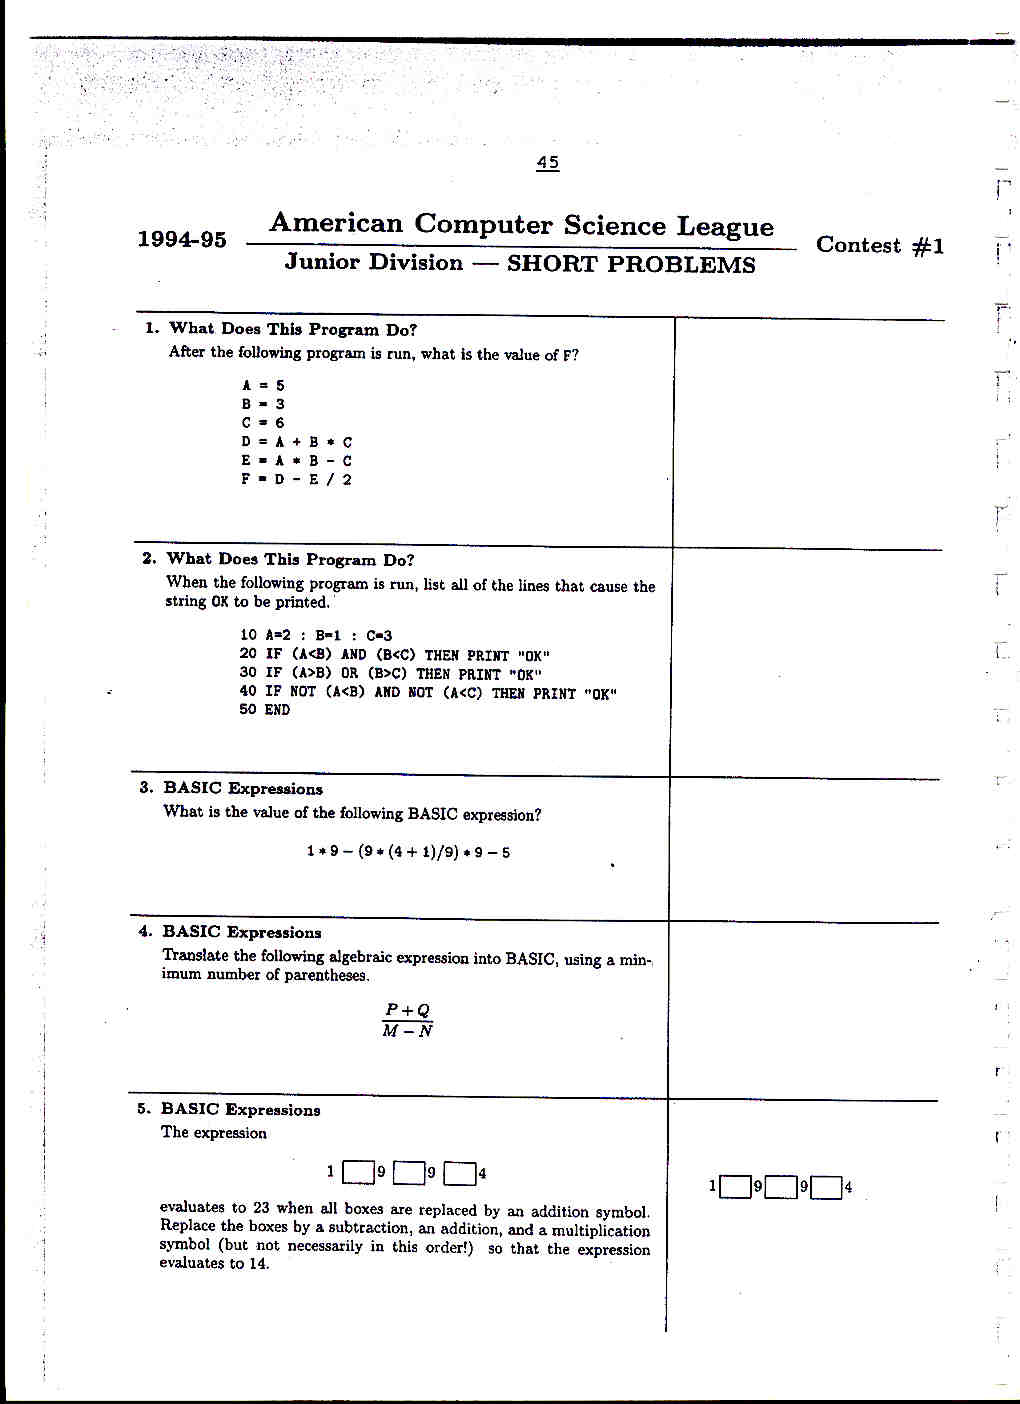 45
1994-95
American Computer Science League
Contest #1
Junior Division — SHORT PROBLEMS
1. What Does This Program Do?
After the following program is run, what is the value of F?
A = 5
B = 3
C = 6
D = A + B * C
E = A * B - C
F = D - E / 2
2. What Does This Program Do?
When the following program is run, list all of the lines that cause the
string OK to be printed.
10 A=2 : B=1 : C=3
20 IF (A<B) AND (B<C) THEN PRINT "OK"
30 IF (A>B) OR (B>C) THEN PRINT "OK"
40 IF NOT (A<B) AND NOT (A<C) THEN PRINT "OK"
50 END
3. BASIC Expressions
What is the value of the following BASIC expression?
1 * 9 − (9 * (4 + 1)/9) * 9 − 5
4. BASIC Expressions
Translate the following algebraic expression into BASIC, using a min-
imum number of parentheses.
P + Q
M − N
5. BASIC Expressions
The expression
1 □ 9 □ 9 □ 4
1 □ 9 □ 9 □ 4
evaluates to 23 when all boxes are replaced by an addition symbol.
Replace the boxes by a subtraction, an addition, and a multiplication
symbol (but not necessarily in this order!) so that the expression
evaluates to 14.